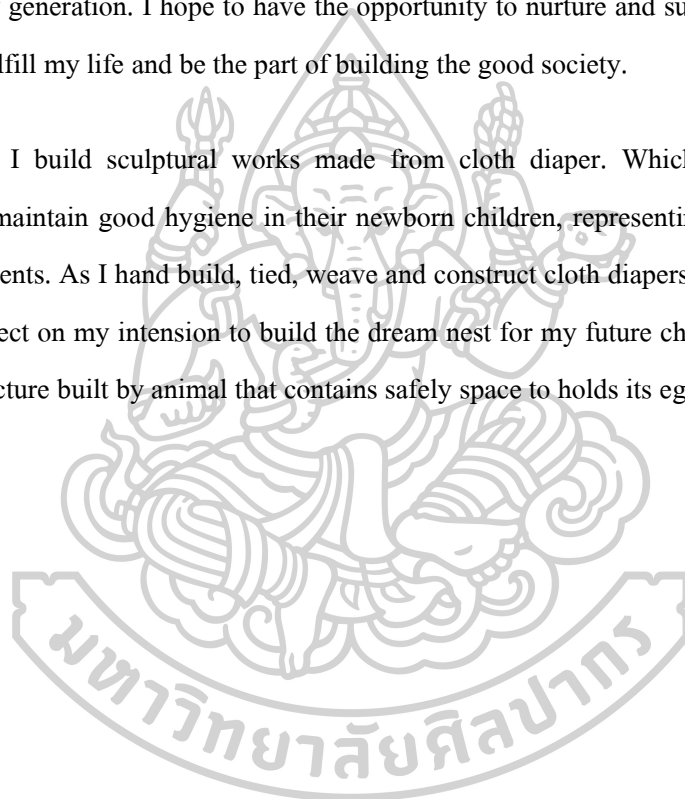 generation. I hope to have the opportunity to nurture and su
fill my life and be the part of building the good society.
I build sculptural works made from cloth diaper. Which
maintain good hygiene in their newborn children, representin
ents. As I hand build, tied, weave and construct cloth diapers
ect on my intension to build the dream nest for my future ch
cture built by animal that contains safely space to holds its eg
มหาวิทยาลัยศิลปากร